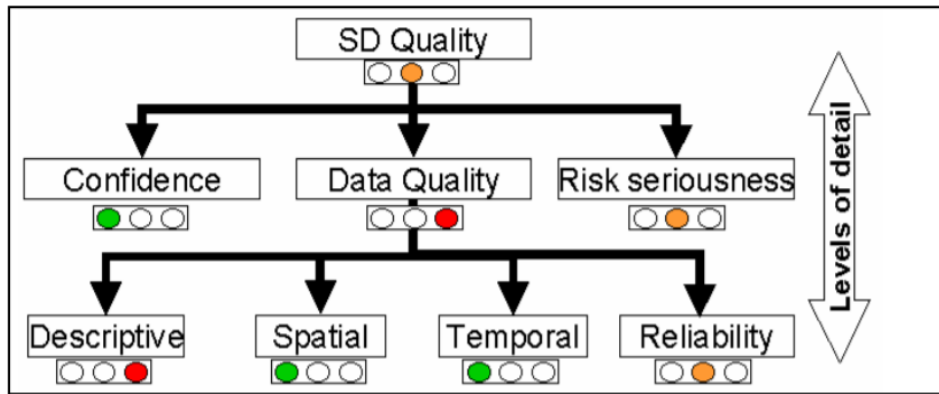 SD Quality
Confidence
Data Quality
Risk seriousness
Descriptive
Spatial
Temporal
Reliability
Levels of detail